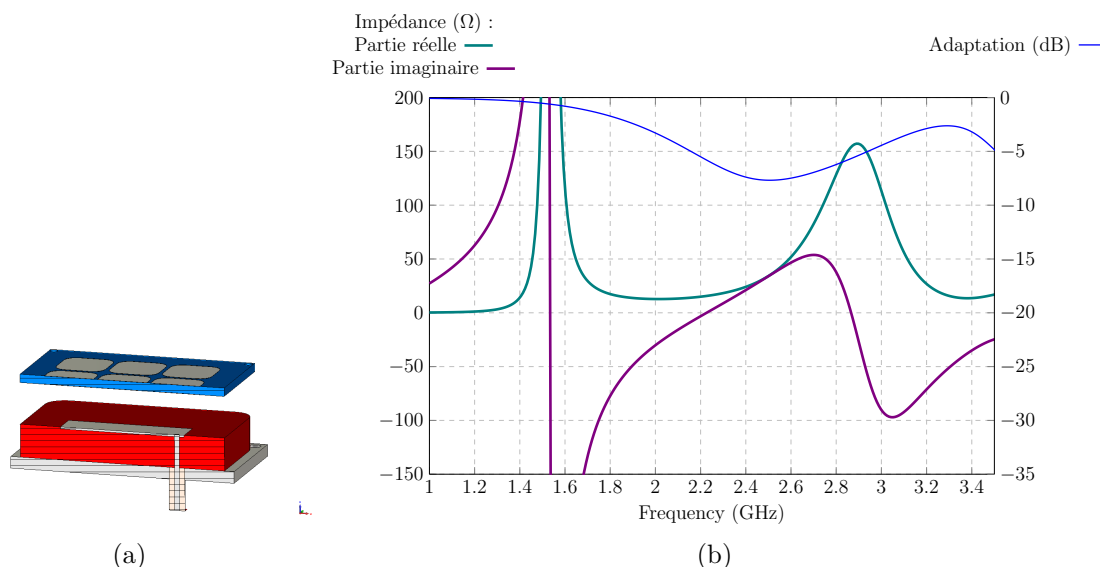 Impédance (Ω) :
Partie réelle
Partie imaginaire
Adaptation (dB)
200
150
100
50
0
−50
−100
−150
0
−5
−10
−15
−20
−25
−30
−35
1 1.2 1.4 1.6 1.8 2 2.2 2.4 2.6 2.8 3 3.2 3.4
Frequency (GHz)
(a) (b)